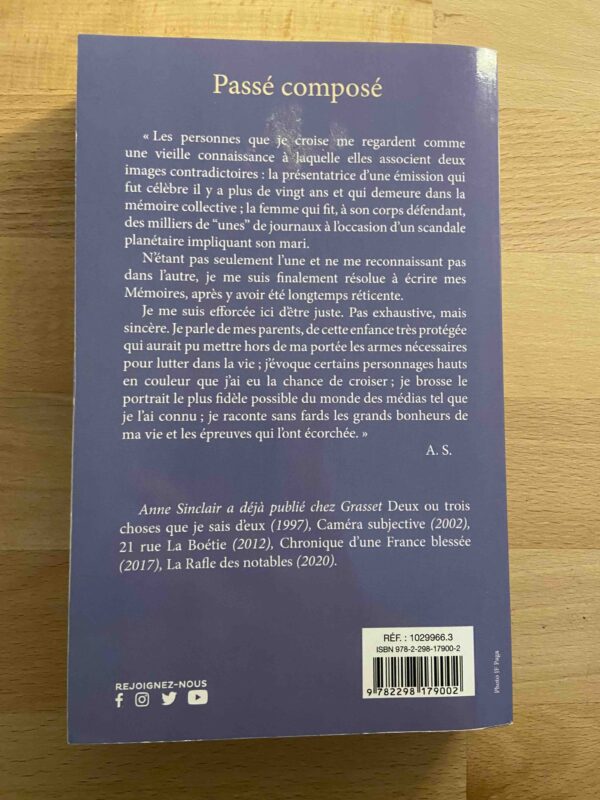 Passé composé
« Les personnes que je croise me regardent comme
une vieille connaissance à laquelle elles associent deux
images contradictoires : la présentatrice d'une émission qui
fut célèbre il y a plus de vingt ans et qui demeure dans la
mémoire collective ; la femme qui fit, à son corps défendant,
des milliers de “unes” de journaux à l'occasion d'un scandale
planétaire impliquant son mari.
N'étant pas seulement l'une et ne me reconnaissant pas
dans l'autre, je me suis finalement résolue à écrire mes
Mémoires, après y avoir été longtemps réticente.
Je me suis efforcée ici d'être juste. Pas exhaustive, mais
sincère. Je parle de mes parents, de cette enfance très protégée
qui aurait pu mettre hors de ma portée les armes nécessaires
pour lutter dans la vie ; j'évoque certains personnages hauts
en couleur que j'ai eu la chance de croiser ; je brosse le
portrait le plus fidèle possible du monde des médias tel que
je l'ai connu ; je raconte sans fards les grands bonheurs de
ma vie et les épreuves qui l'ont écorchée. »
A. S.
Anne Sinclair a déjà publié chez Grasset Deux ou trois
choses que je sais d'eux (1997), Caméra subjective (2002),
21 rue La Boétie (2012), Chronique d'une France blessée
(2017), La Rafle des notables (2020).
RÉF. : 1029966.3
ISBN 978-2-298-17900-2
9 782298 179002
REJOIGNEZ-NOUS
Photo JF Paga